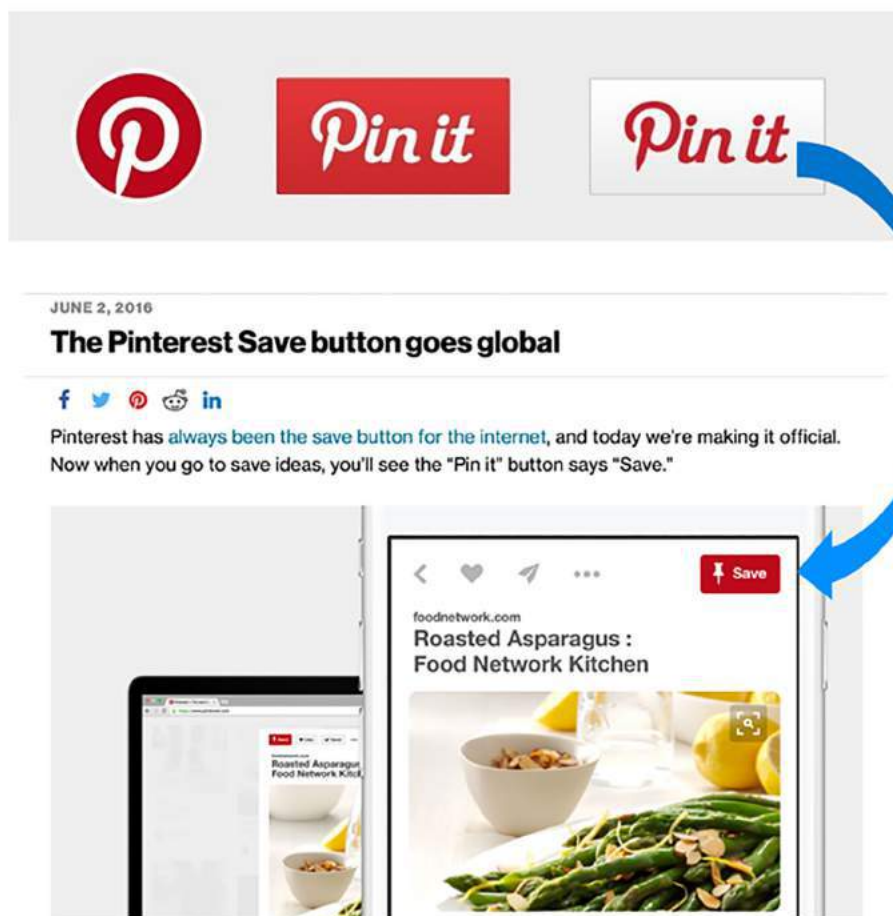 Pin it
Pin it
JUNE 2, 2016
The Pinterest Save button goes global
Pinterest has always been the save button for the internet, and today we're making it official.
Now when you go to save ideas, you'll see the "Pin it" button says "Save."
Save
foodnetwork.com
Roasted Asparagus :
Food Network Kitchen
Roasted Asparagus
Food Network Kitch